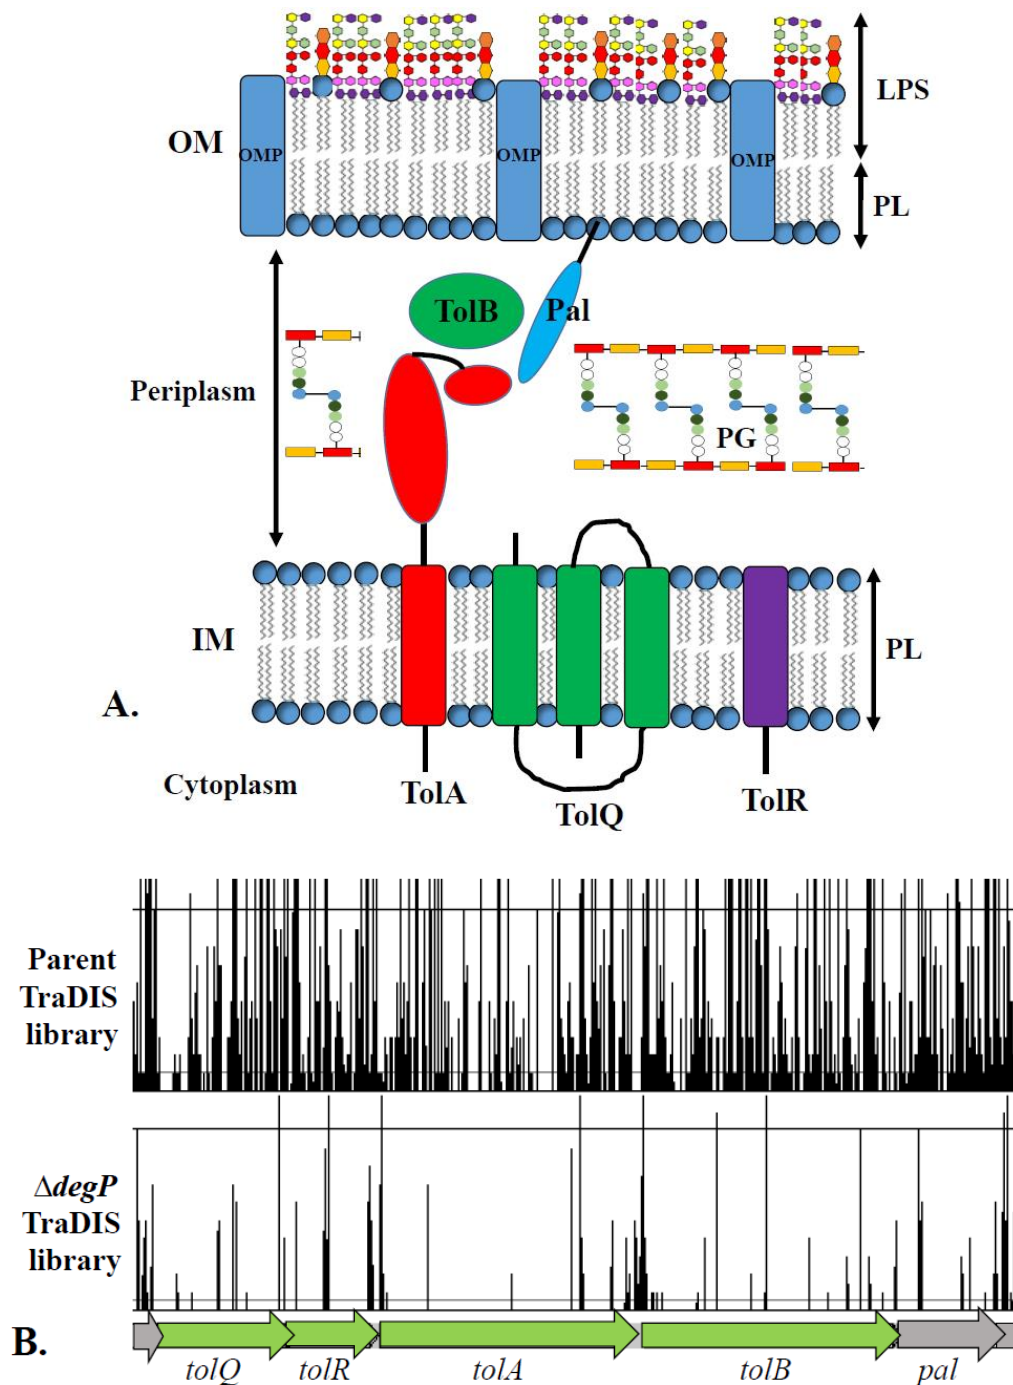 LPS
OM
OMP
OMP
OMP
PL
TolB
Pal
Periplasm
PG
IM
PL
A.
Cytoplasm
TolA
TolQ
TolR
Parent
TraDIS
library
ΔdegP
TraDIS
library
B.
tolQ
tolR
tolA
tolB
pal